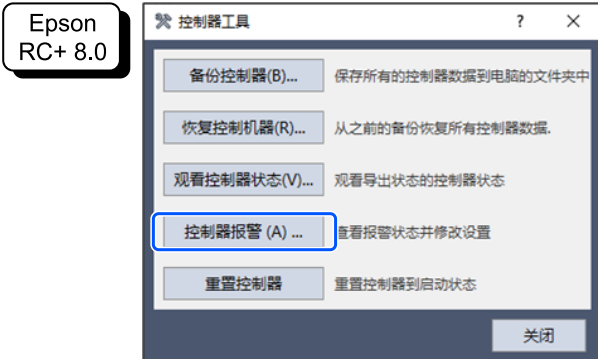 Epson
RC+ 8.0
控制器工具
备份控制器(B)...
保存所有的控制器数据到电脑的文件夹中
恢复控制机器(R)...
从之前的备份恢复所有控制器数据.
观看控制器状态(V)...
观看导出状态的控制器状态
控制器报警 (A) ...
查看报警状态并修改设置
重置控制器
重置控制器到启动状态
关闭